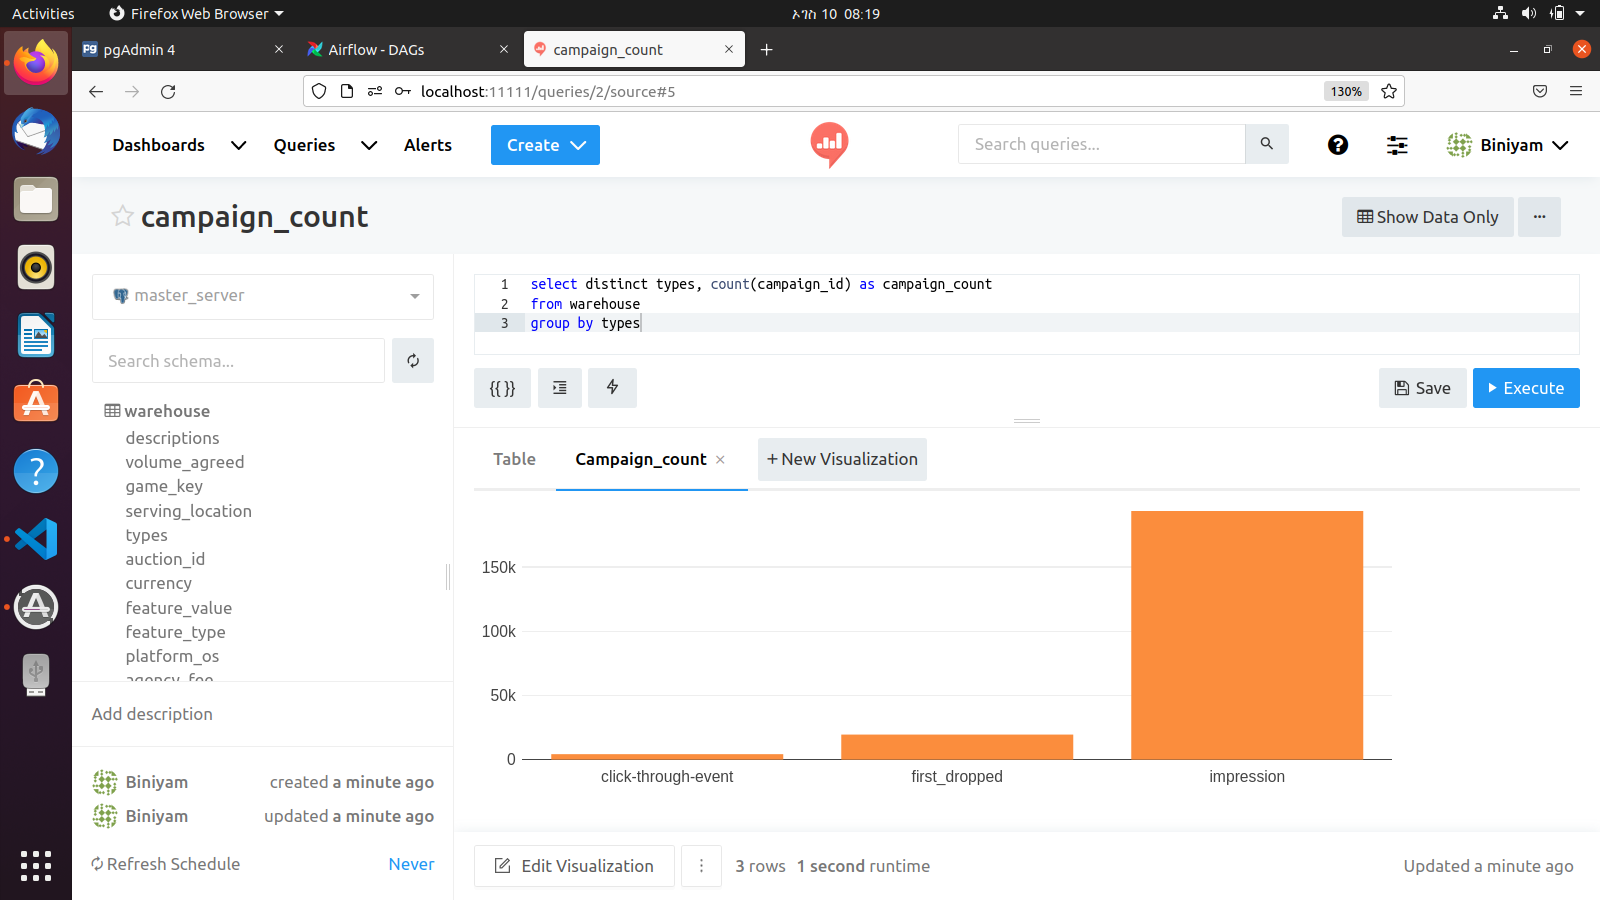 Activities
Firefox Web Browser
ኦገስ 10 08:19
pgAdmin 4
Airflow - DAGs
campaign_count
localhost:11111/queries/2/source#5
130%
Dashboards
Queries
Alerts
Create
Search queries...
Biniyam
campaign_count
Show Data Only
master_server
Search schema...
warehouse
descriptions
volume_agreed
game_key
serving_location
types
auction_id
currency
feature_value
feature_type
platform_os
agency_fee
Add description
Biniyam
created a minute ago
Biniyam
updated a minute ago
Refresh Schedule
Never
1 select distinct types, count(campaign_id) as campaign_count
2 from warehouse
3 group by types
{{ }}
Save
Execute
Table
Campaign_count
+ New Visualization
150k
100k
50k
0
click-through-event
first_dropped
impression
Edit Visualization
3 rows 1 second runtime
Updated a minute ago